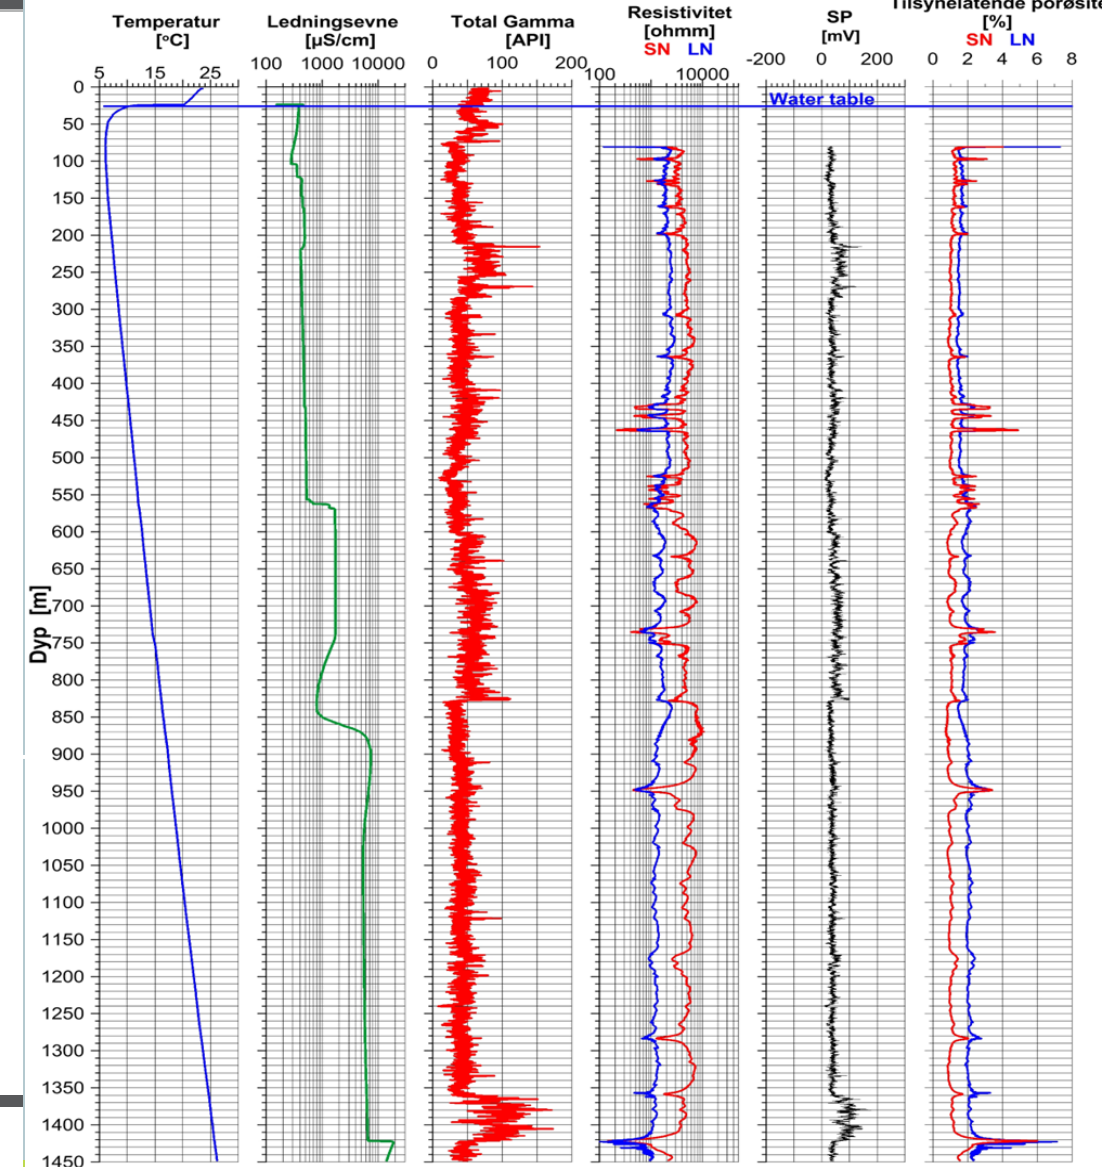 Temperatur
[°C]
5 15 25
Ledningsevne
[µS/cm]
100 1000 10000
Total Gamma
[API]
0 100 200
Resistivitet
[ohmm]
SN LN
100 10000
SP
[mV]
-200 0 200
Tilsynelatende porøsite
[%]
SN LN
0 2 4 6 8
Water table
Dyp [m]
0
50
100
150
200
250
300
350
400
450
500
550
600
650
700
750
800
850
900
950
1000
1050
1100
1150
1200
1250
1300
1350
1400
1450